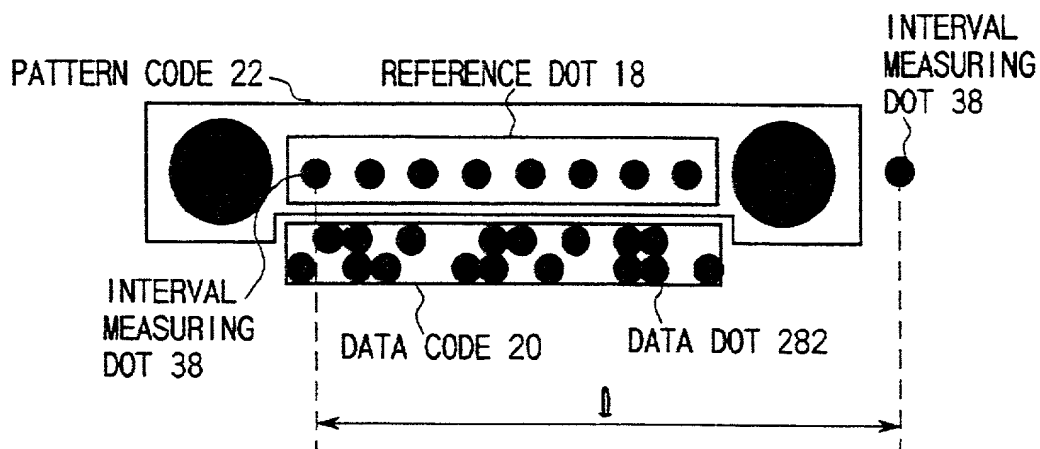 INTERVAL
MEASURING
DOT 38
PATTERN CODE 22
REFERENCE DOT 18
INTERVAL
MEASURING
DOT 38
DATA CODE 20
DATA DOT 282
D